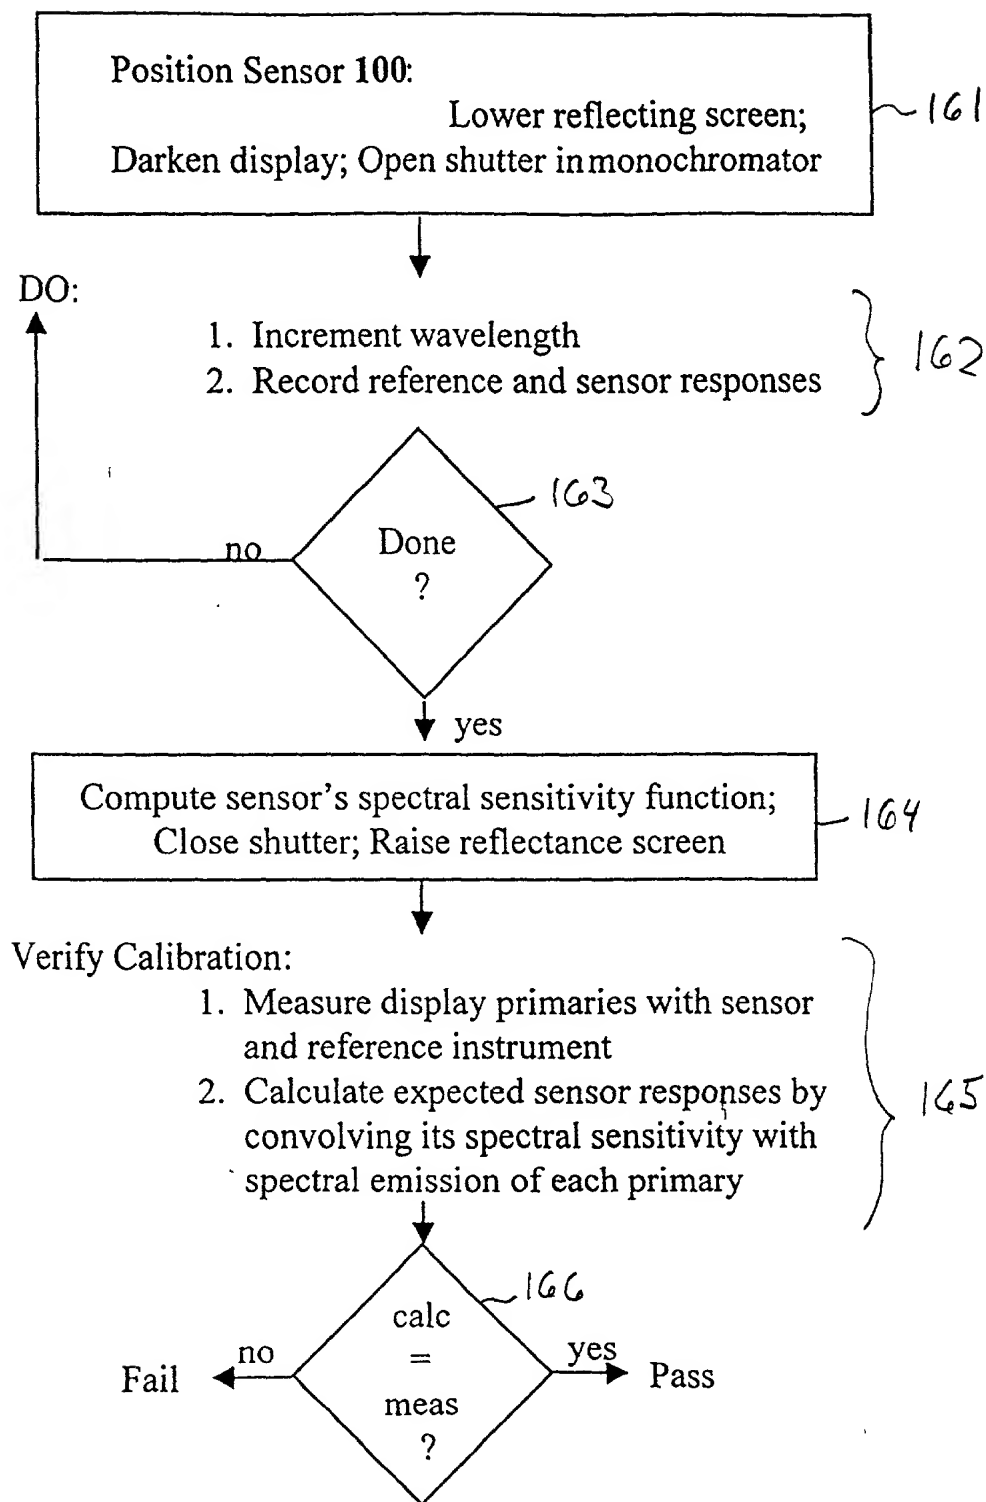 Position Sensor 100:
Lower reflecting screen;
Darken display; Open shutter in monochromator
161
DO:
1. Increment wavelength
2. Record reference and sensor responses
162
163
Done
?
no
yes
Compute sensor's spectral sensitivity function;
Close shutter; Raise reflectance screen
164
Verify Calibration:
1. Measure display primaries with sensor
and reference instrument
2. Calculate expected sensor responses by
convolving its spectral sensitivity with
spectral emission of each primary
165
166
calc
=
meas
?
no
Fail
yes
Pass